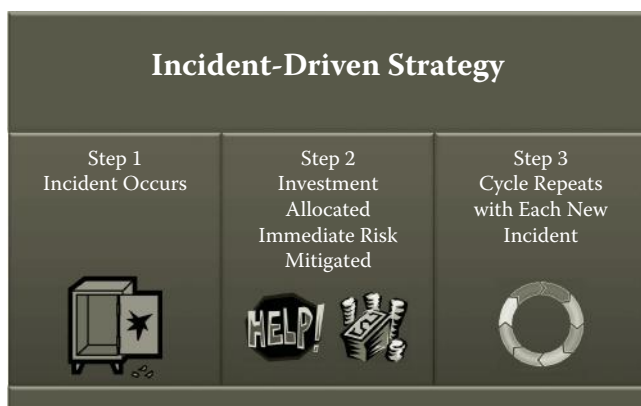 Incident-Driven Strategy
Step 1
Incident Occurs
Step 2
Investment
Allocated
Immediate Risk
Mitigated
Step 3
Cycle Repeats
with Each New
Incident
HELP!